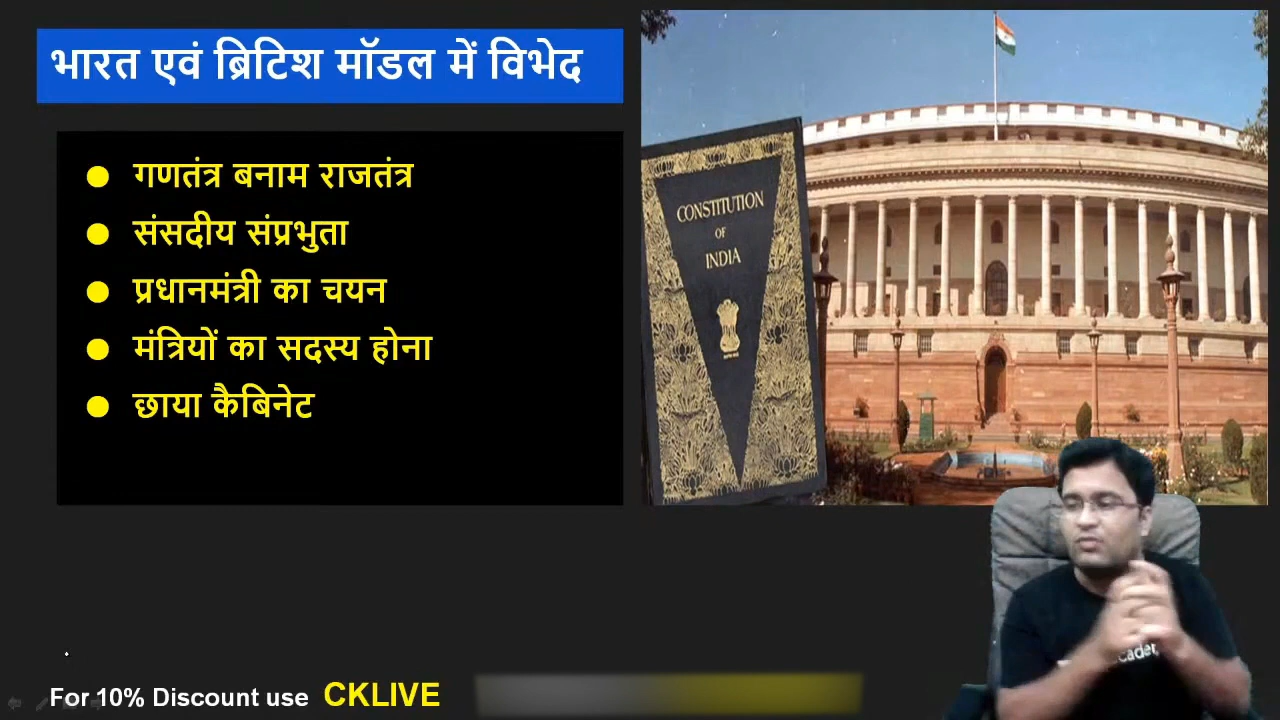 भारत एवं ब्रिटिश मॉडल में विभेद
गणतंत्र बनाम राजतंत्र
संसदीय संप्रभुता
प्रधानमंत्री का चयन
मंत्रियों का सदस्य होना
छाया कैबिनेट
CONSTITUTION
OF
INDIA
For 10% Discount use CKLIVE